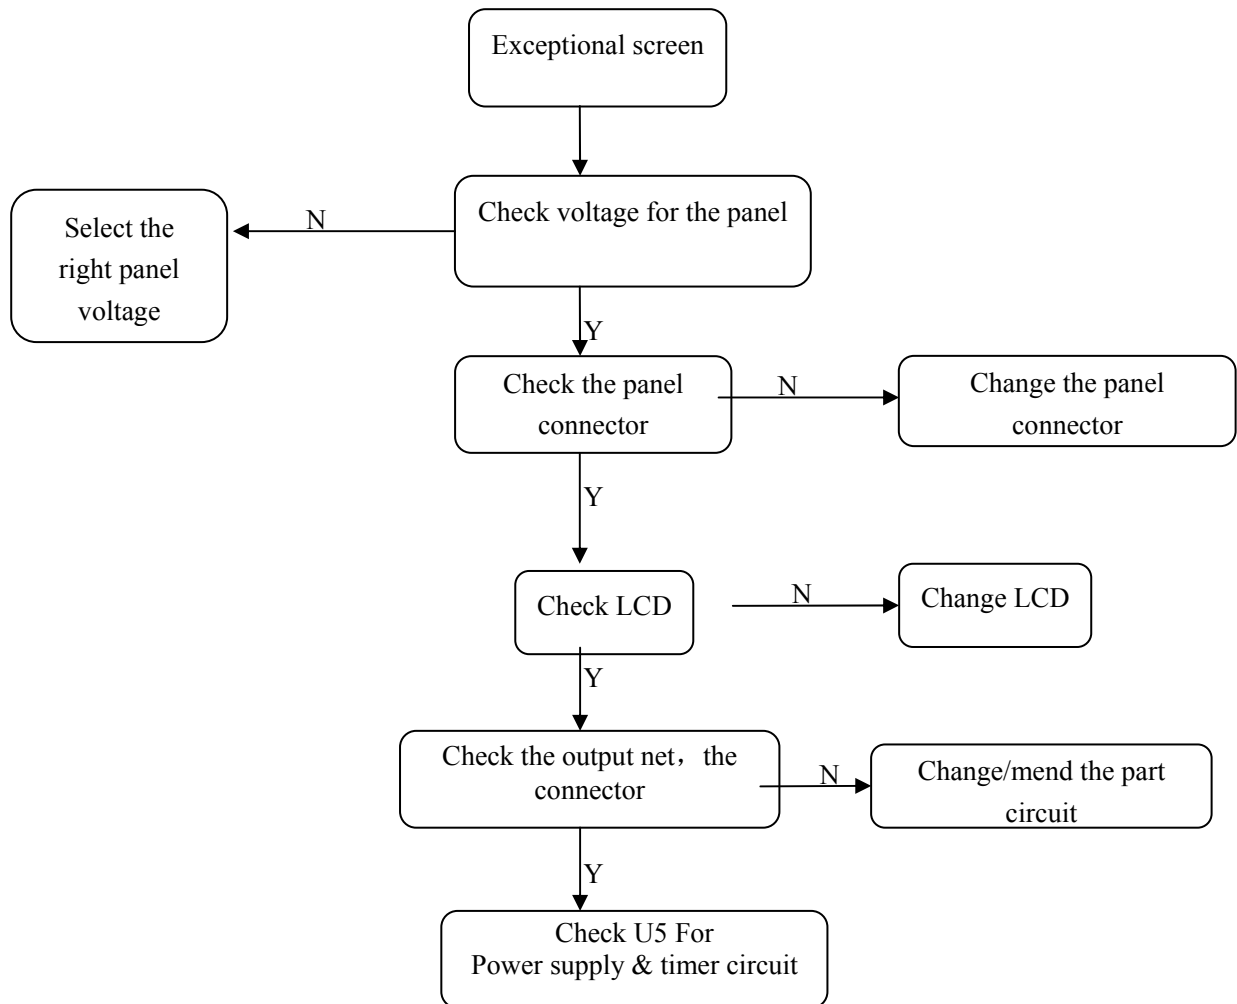 Exceptional screen
Check voltage for the panel
N
Select the
right panel
voltage
Y
Check the panel
connector
N
Change the panel
connector
Y
Check LCD
N
Change LCD
Y
Check the output net，the
connector
N
Change/mend the part
circuit
Y
Check U5 For
Power supply & timer circuit